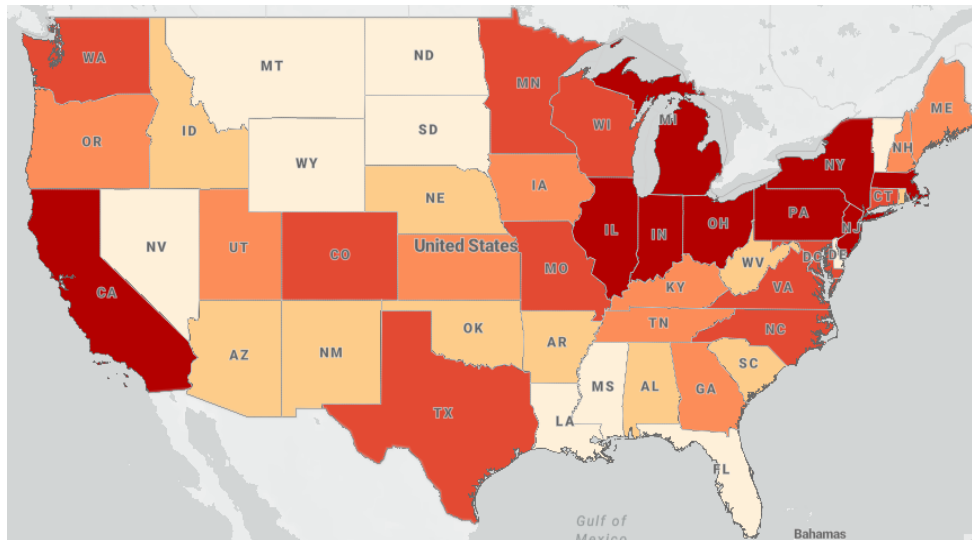 WA
MT
ND
MN
ME
OR
ID
SD
WI
MI
NH
WY
NY
IA
CT
NE
PA
NJ
NV
UT
United States
IL
IN
OH
CO
DC
DE
CA
MO
WV
KY
VA
AZ
NM
OK
TN
NC
AR
SC
MS
AL
GA
TX
LA
FL
Gulf of
Mexico
Bahamas